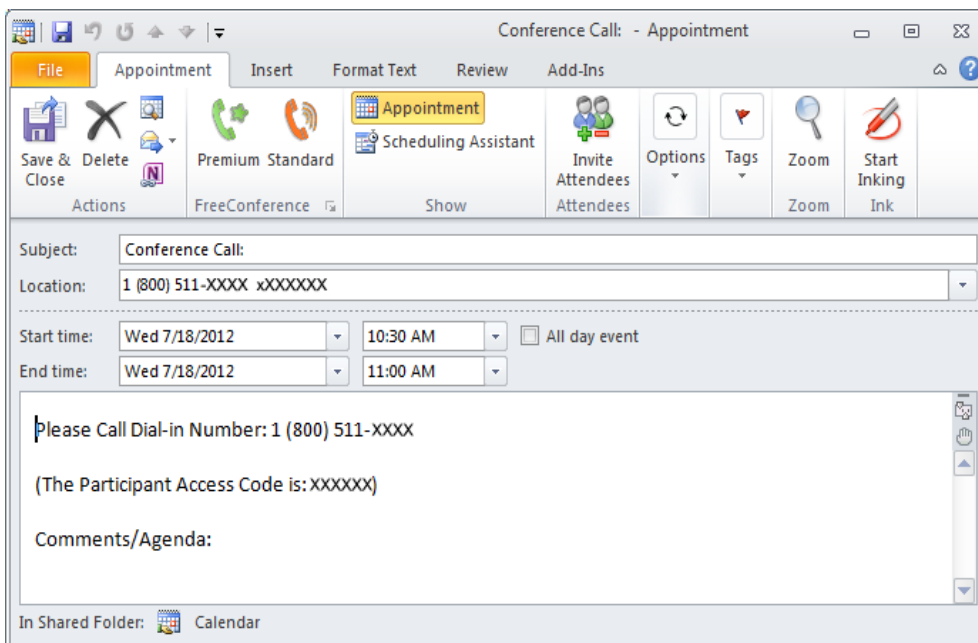 Conference Call: - Appointment
File Appointment Insert Format Text Review Add-Ins
Save & Close
Delete
Actions
Premium Standard
FreeConference
Appointment
Scheduling Assistant
Show
Invite Attendees
Attendees
Options
Tags
Zoom
Zoom
Start Inking
Ink
Subject: Conference Call:
Location: 1 (800) 511-XXXX xXXXXXX
Start time: Wed 7/18/2012 10:30 AM All day event
End time: Wed 7/18/2012 11:00 AM
Please Call Dial-in Number: 1 (800) 511-XXXX
(The Participant Access Code is: XXXXXX)
Comments/Agenda:
In Shared Folder: Calendar